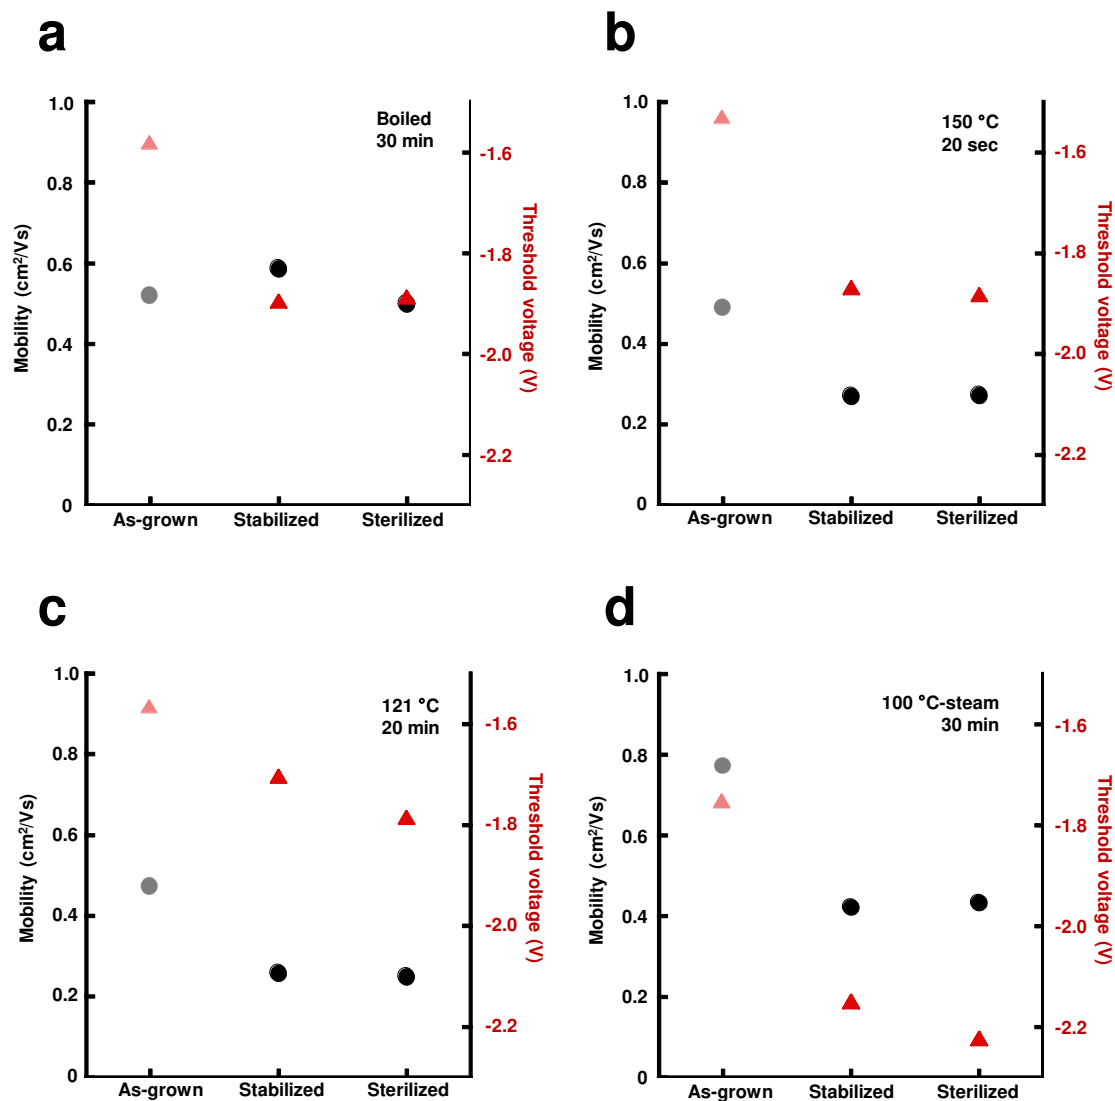 a
Boiled
30 min
1.0
0.8
0.6
0.4
0.2
0
Mobility (cm²/Vs)
-1.6
-1.8
-2.0
-2.2
Threshold voltage (V)
As-grown Stabilized Sterilized
b
150 °C
20 sec
1.0
0.8
0.6
0.4
0.2
0
Mobility (cm²/Vs)
-1.6
-1.8
-2.0
-2.2
Threshold voltage (V)
As-grown Stabilized Sterilized
c
121 °C
20 min
1.0
0.8
0.6
0.4
0.2
0
Mobility (cm²/Vs)
-1.6
-1.8
-2.0
-2.2
Threshold voltage (V)
As-grown Stabilized Sterilized
d
100 °C-steam
30 min
1.0
0.8
0.6
0.4
0.2
0
Mobility (cm²/Vs)
-1.6
-1.8
-2.0
-2.2
Threshold voltage (V)
As-grown Stabilized Sterilized